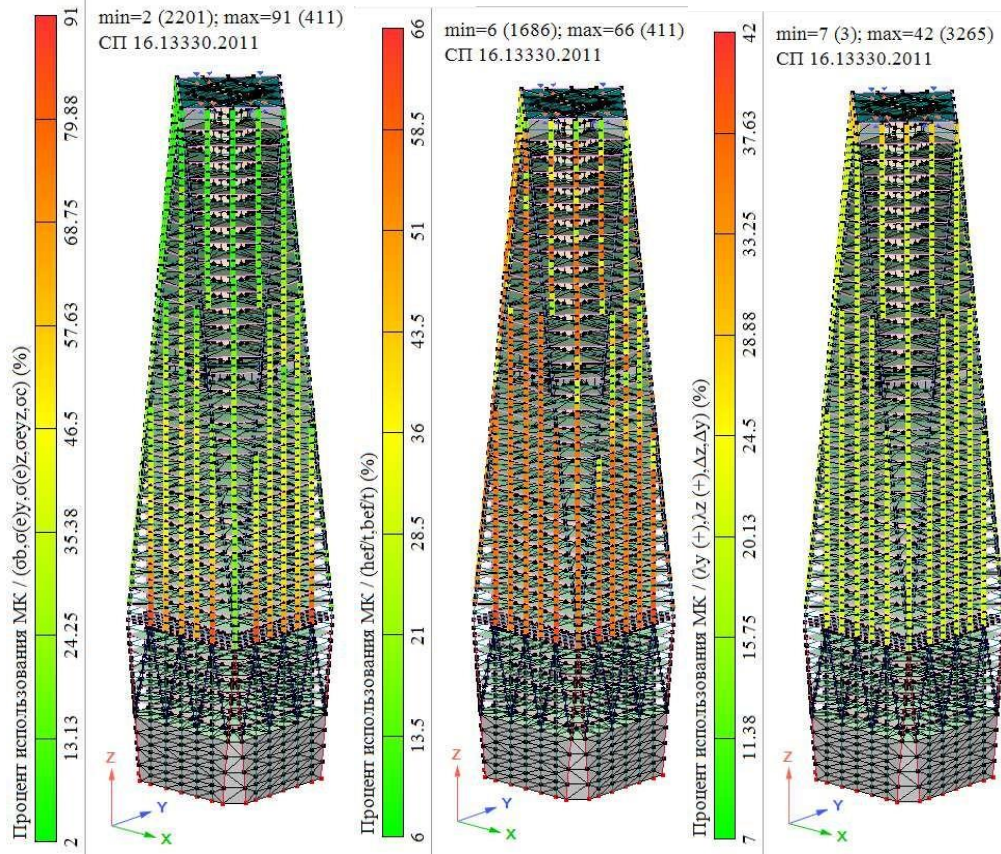 min=2 (2201); max=91 (411)
СП 16.13330.2011
91
79.88
68.75
57.63
46.5
35.38
24.25
13.13
2
Процент использования МК / (σb,σ(e)y,σ(e)z,σeyz,σc) (%)
Z
Y
X
min=6 (1686); max=66 (411)
СП 16.13330.2011
66
58.5
51
43.5
36
28.5
21
13.5
6
Процент использования МК / (hef/t,bef/t) (%)
Z
Y
X
min=7 (3); max=42 (3265)
СП 16.13330.2011
42
37.63
33.25
28.88
24.5
20.13
15.75
11.38
7
Процент использования МК / (λy (+),λz (+),Δz,Δy) (%)
Z
Y
X